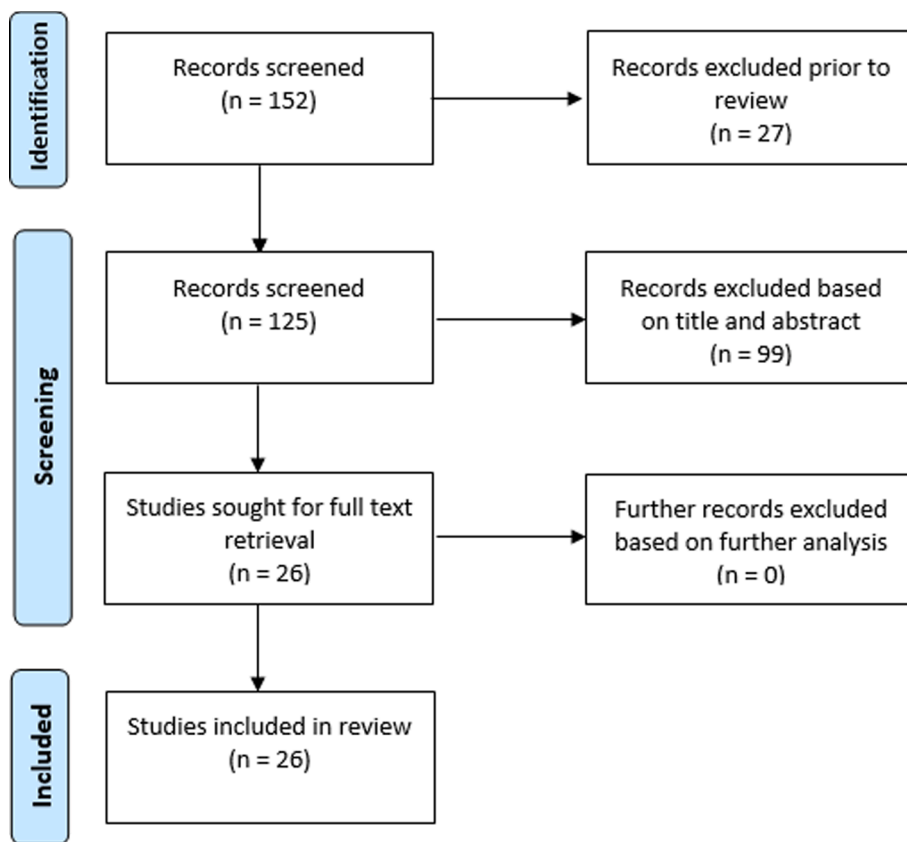 Identification
Records screened
(n = 152)
Records excluded prior to
review
(n = 27)
Screening
Records screened
(n = 125)
Records excluded based
on title and abstract
(n = 99)
Studies sought for full text
retrieval
(n = 26)
Further records excluded
based on further analysis
(n = 0)
Included
Studies included in review
(n = 26)